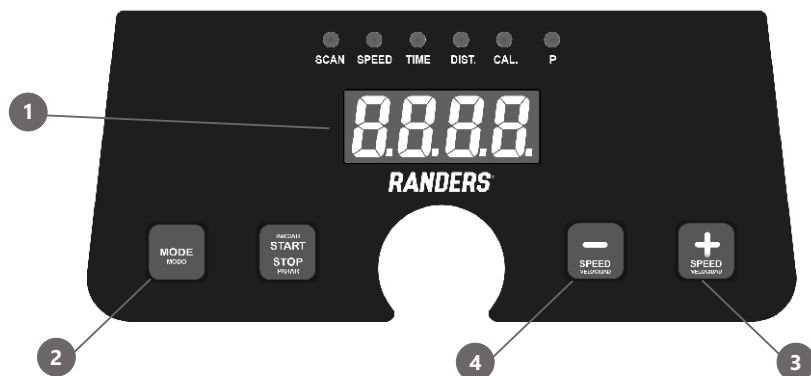 SCAN SPEED TIME DIST. CAL. P
1
8.8.8.8.
RANDERS
MODE
MODO
INICIAR
START
STOP
PARAR
SPEED
VELOCIDAD
SPEED
VELOCIDAD
2
4
3